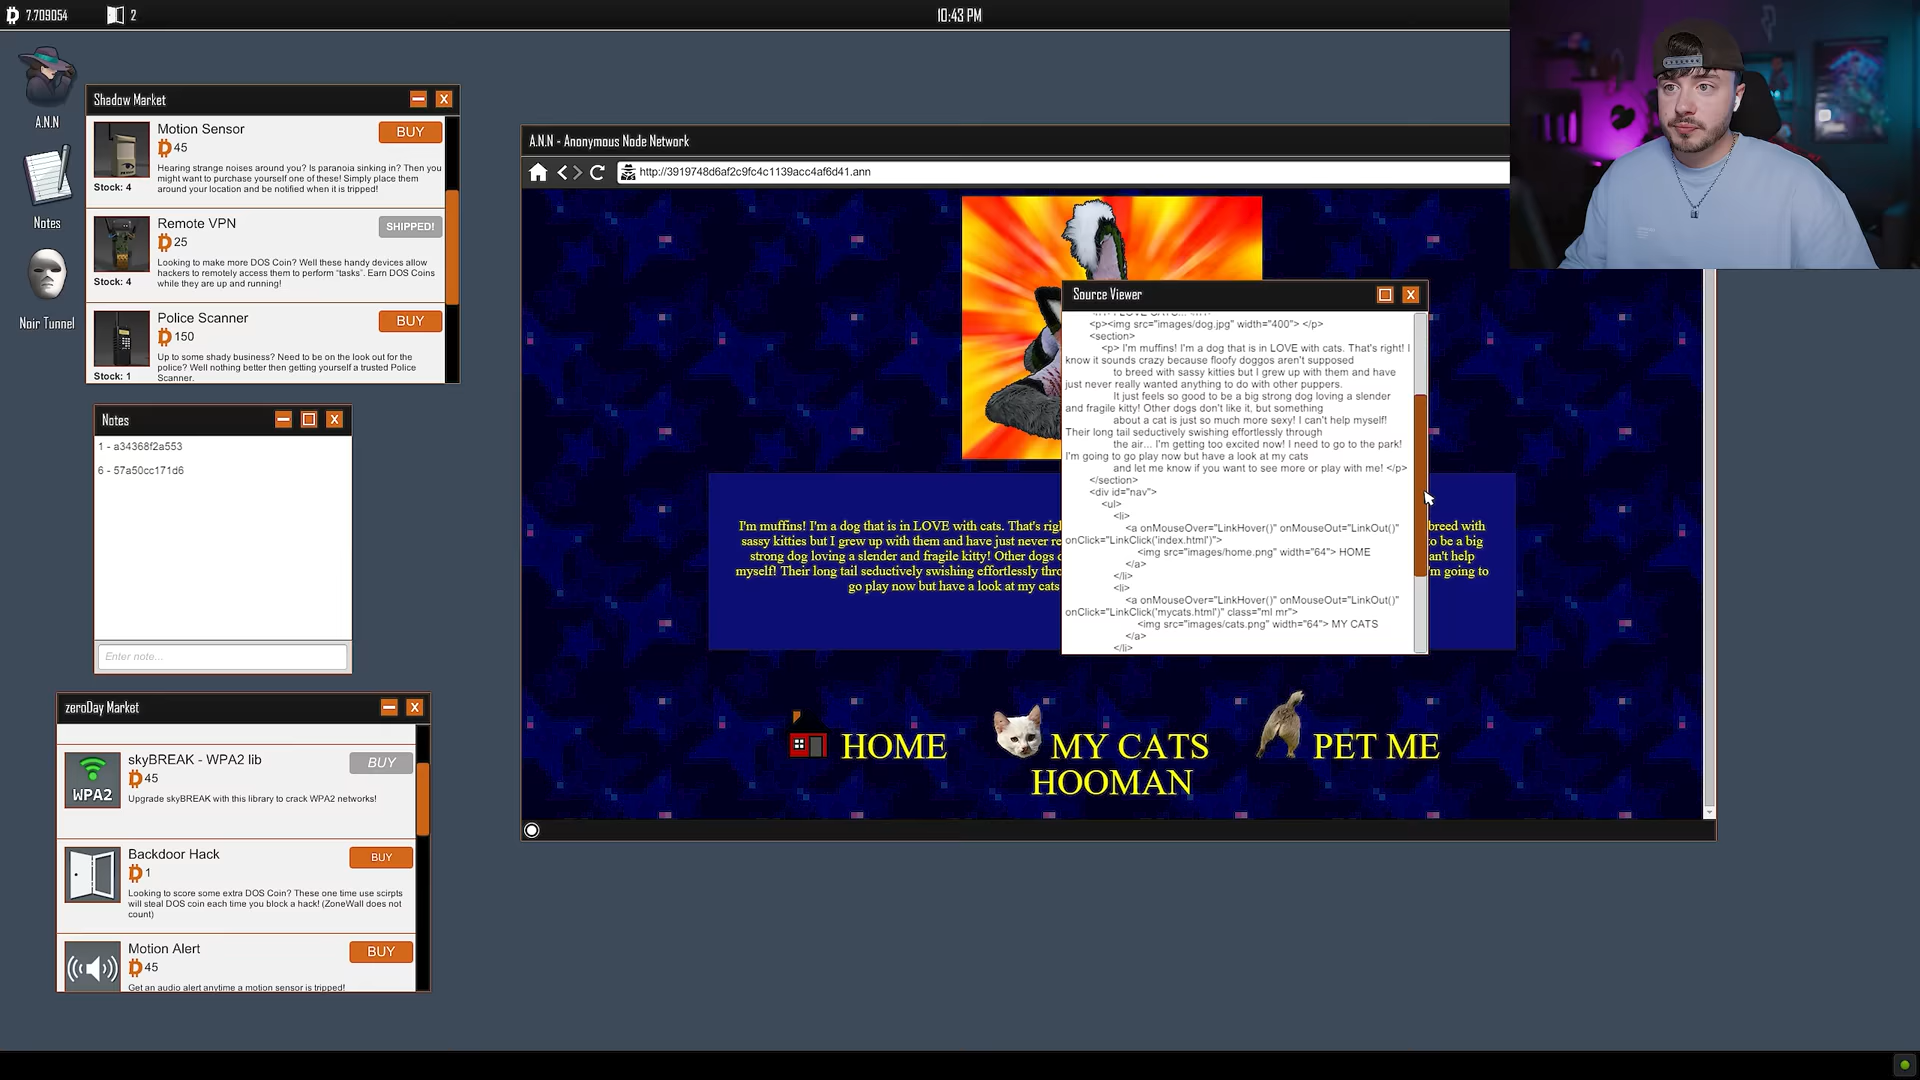 7.709054
2
10:43 PM
A.N.N
Notes
Noir Tunnel
Shadow Market
Motion Sensor
BUY
45
Hearing strange noises around you? Is paranoia sinking in? Then you
might want to purchase yourself one of these! Simply place them
around your location and be notified when it is tripped!
Stock: 4
Remote VPN
SHIPPED!
25
Looking to make more DOS Coin? Well these handy devices allow
hackers to remotely access them to perform "tasks". Earn DOS Coins
while they are up and running!
Stock: 4
Police Scanner
BUY
150
Up to some shady business? Need to be on the look out for the
police? Well nothing better then getting yourself a trusted Police
Scanner.
Stock: 1
Notes
1 - a34368f2a553
6 - 57a50cc171d6
Enter note...
zeroDay Market
skyBREAK - WPA2 lib
BUY
45
Upgrade skyBREAK with this library to crack WPA2 networks!
WPA2
Backdoor Hack
BUY
1
Looking to score some extra DOS Coin? These one time use scirpts
will steal DOS coin each time you block a hack! (ZoneWall does not
count)
Motion Alert
BUY
45
Get an audio alert anytime a motion sensor is tripped!
A.N.N - Anonymous Node Network
http://3919748d6af2c9fc4c1139acc4af6d41.ann
I'm muffins! I'm a dog that is in LOVE with cats. That's righ
breed with
sassy kitties but I grew up with them and have just never re
to be a big
strong dog loving a slender and fragile kitty! Other dogs d
an't help
myself! Their long tail seductively swishing effortlessly thro
'm going to
go play now but have a look at my cats
HOME
MY CATS
PET ME
HOOMAN
Source Viewer
<p><img src="images/dog.jpg" width="400"> </p>
<section>
<p> I'm muffins! I'm a dog that is in LOVE with cats. That's right! I
know it sounds crazy because floofy doggos aren't supposed
to breed with sassy kitties but I grew up with them and have
just never really wanted anything to do with other puppers.
It just feels so good to be a big strong dog loving a slender
and fragile kitty! Other dogs don't like it, but something
about a cat is just so much more sexy! I can't help myself!
Their long tail seductively swishing effortlessly through
the air... I'm getting too excited now! I need to go to the park!
I'm going to go play now but have a look at my cats
and let me know if you want to see more or play with me! </p>
</section>
<div id="nav">
<ul>
<li>
<a onMouseOver="LinkHover()" onMouseOut="LinkOut()"
onClick="LinkClick('index.html')">
<img src="images/home.png" width="64"> HOME
</a>
</li>
<li>
<a onMouseOver="LinkHover()" onMouseOut="LinkOut()"
onClick="LinkClick('mycats.html')" class="ml mr">
<img src="images/cats.png" width="64"> MY CATS
</a>
</li>